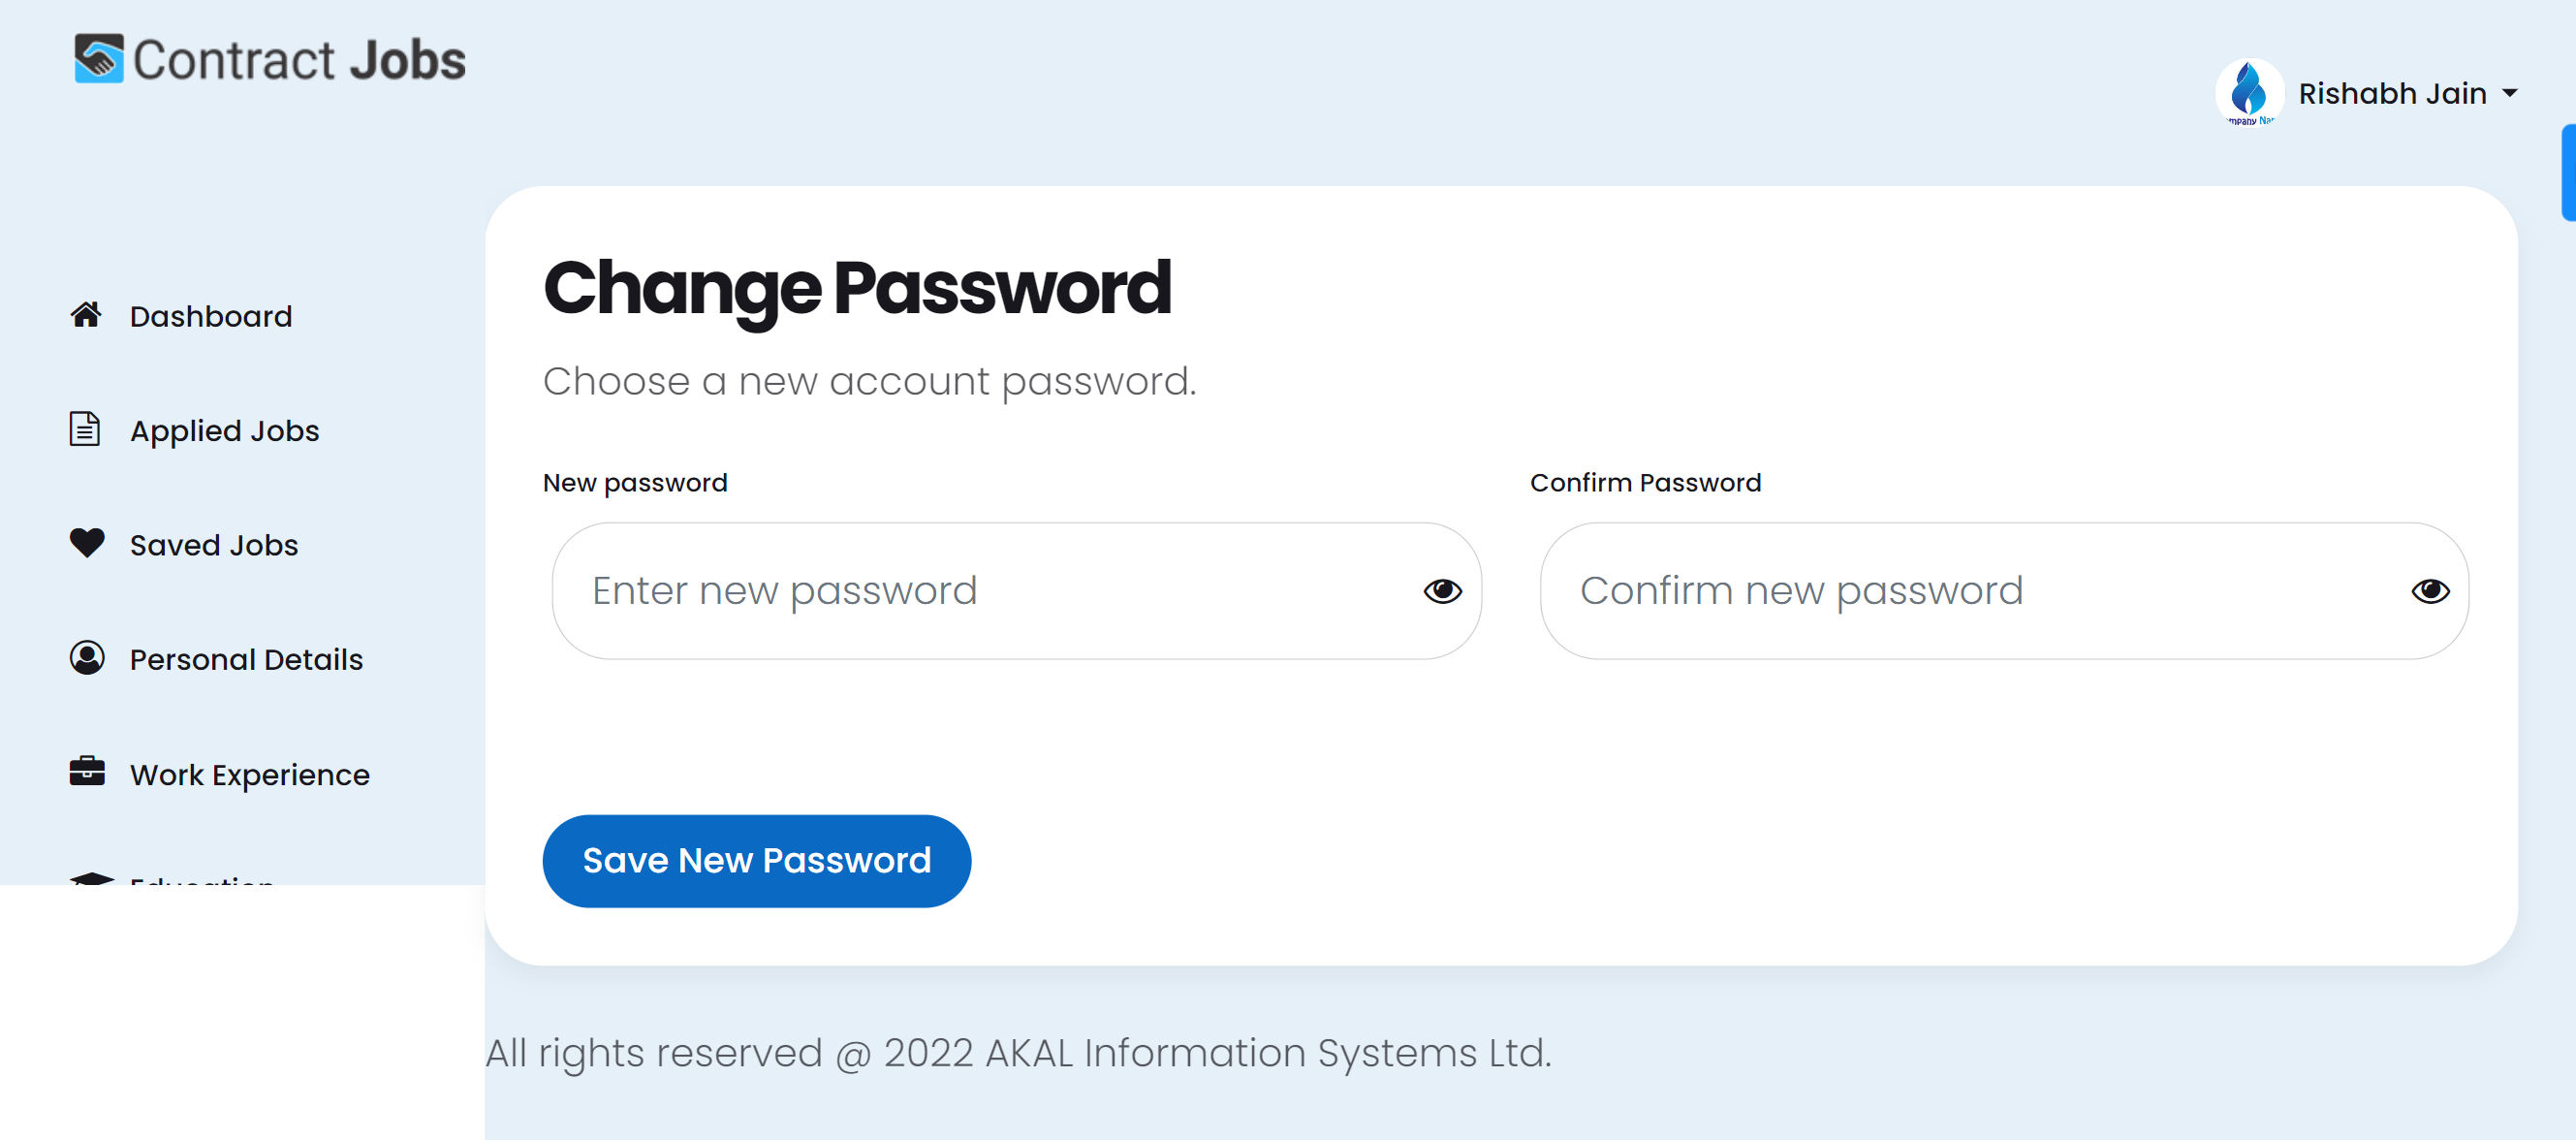 Contract Jobs
Rishabh Jain
Dashboard
Applied Jobs
Saved Jobs
Personal Details
Work Experience
Education
Change Password
Choose a new account password.
New password
Confirm Password
Enter new password
Confirm new password
Save New Password
All rights reserved @ 2022 AKAL Information Systems Ltd.